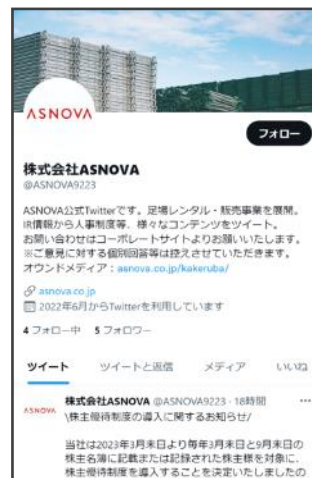 ASNOVA
フォロー
株式会社ASNOVA
@ASNOVA9223
ASNOVA公式Twitterです。足場レンタル・販売事業を展開。
IR情報から人事制度等、様々なコンテンツをツイート。
お問い合わせはコーポレートサイトよりお願いいたします。
※ご意見に対する個別回答等は控えさせていただきます。
オウンドメディア：asnova.co.jp/kakeruba/
asnova.co.jp
2022年6月からTwitterを利用しています
4 フォロー中 5 フォロワー
ツイート ツイートと返信 メディア いいね
ASNOVA 株式会社ASNOVA @ASNOVA9223 · 18時間 …
\株主優待制度の導入に関するお知らせ/
当社は2023年3月末日より毎年3月末日と9月末日の
株主名簿に記載または記録された株主様を対象に、
株主優待制度を導入することを決定いたしましたの